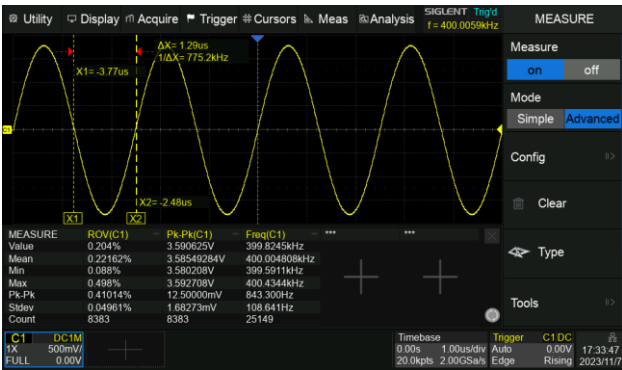 Utility Display Acquire Trigger Cursors Meas Analysis SIGLENT Trig'd MEASURE
f = 400.0059kHz
ΔX= 1.29us
1/ΔX= 775.2kHz
X1= -3.77us
C1
X2= -2.48us
X1 X2
Measure
on off
Mode
Simple Advanced
Config
Clear
Type
Tools
MEASURE ROV(C1) Pk-Pk(C1) Freq(C1) *** ***
Value 0.204% 3.590625V 399.8245kHz
Mean 0.22162% 3.58549284V 400.004808kHz
Min 0.088% 3.580208V 399.5911kHz
Max 0.498% 3.592708V 400.4344kHz
Pk-Pk 0.41014% 12.50000mV 843.300Hz
Stdev 0.04961% 1.68273mV 108.641Hz
Count 8383 8383 25149
C1 DC1M
1X 500mV/
FULL 0.00V
Timebase
0.00s 1.00us/div
20.0kpts 2.00GSa/s
Trigger C1 DC
Auto 0.00V
Edge Rising
17:33:47
2023/11/7